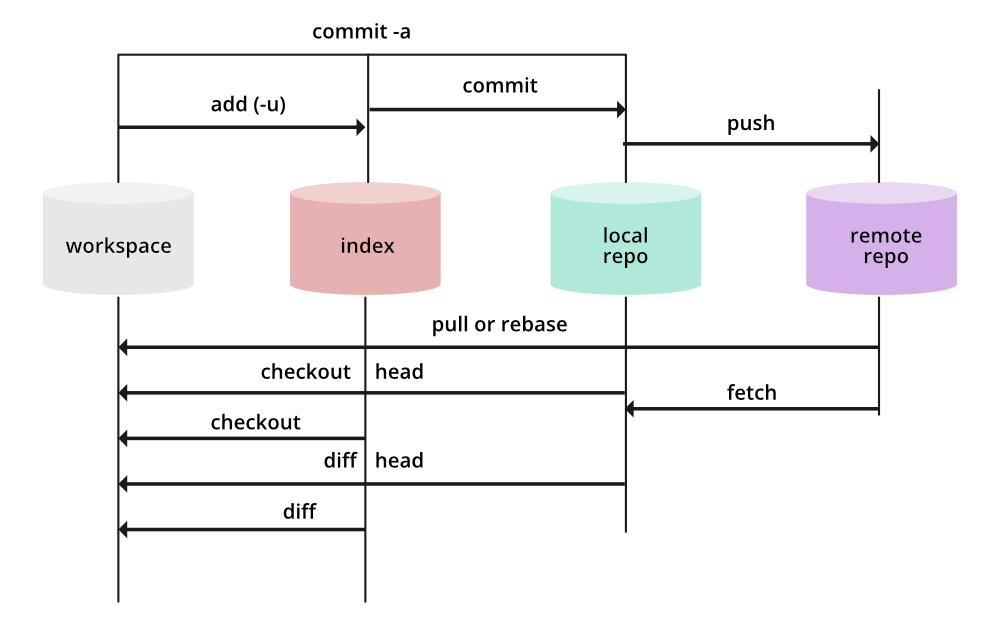 commit -a
add (-u)
commit
push
workspace
index
local
repo
remote
repo
pull or rebase
checkout head
fetch
checkout
diff head
diff